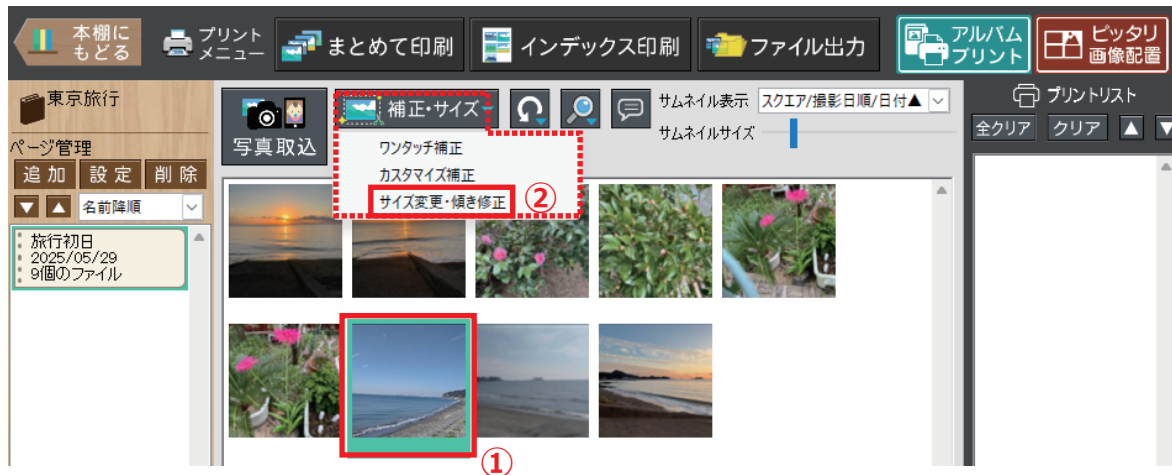 本棚に
もどる
プリント
メニュー
まとめて印刷
インデックス印刷
ファイル出力
アルバム
プリント
ピッタリ
画像配置
東京旅行
ページ管理
追加
設定
削除
名前降順
旅行初日
2025/05/29
9個のファイル
写真取込
補正・サイズ
サムネイル表示
スクエア/撮影日順/日付▲
サムネイルサイズ
ワンタッチ補正
カスタマイズ補正
サイズ変更・傾き修正
②
①
プリントリスト
全クリア
クリア